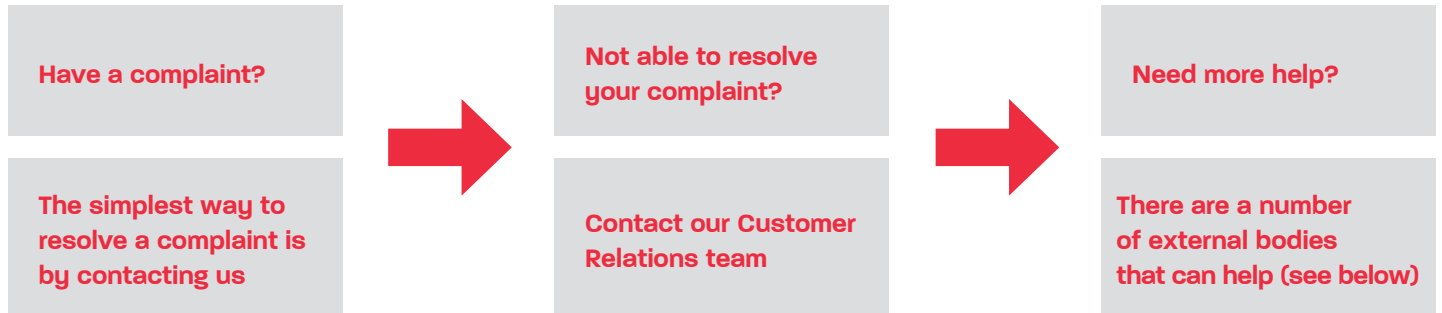 Have a complaint?
The simplest way to
resolve a complaint is
by contacting us
Not able to resolve
your complaint?
Contact our Customer
Relations team
Need more help?
There are a number
of external bodies
that can help (see below)